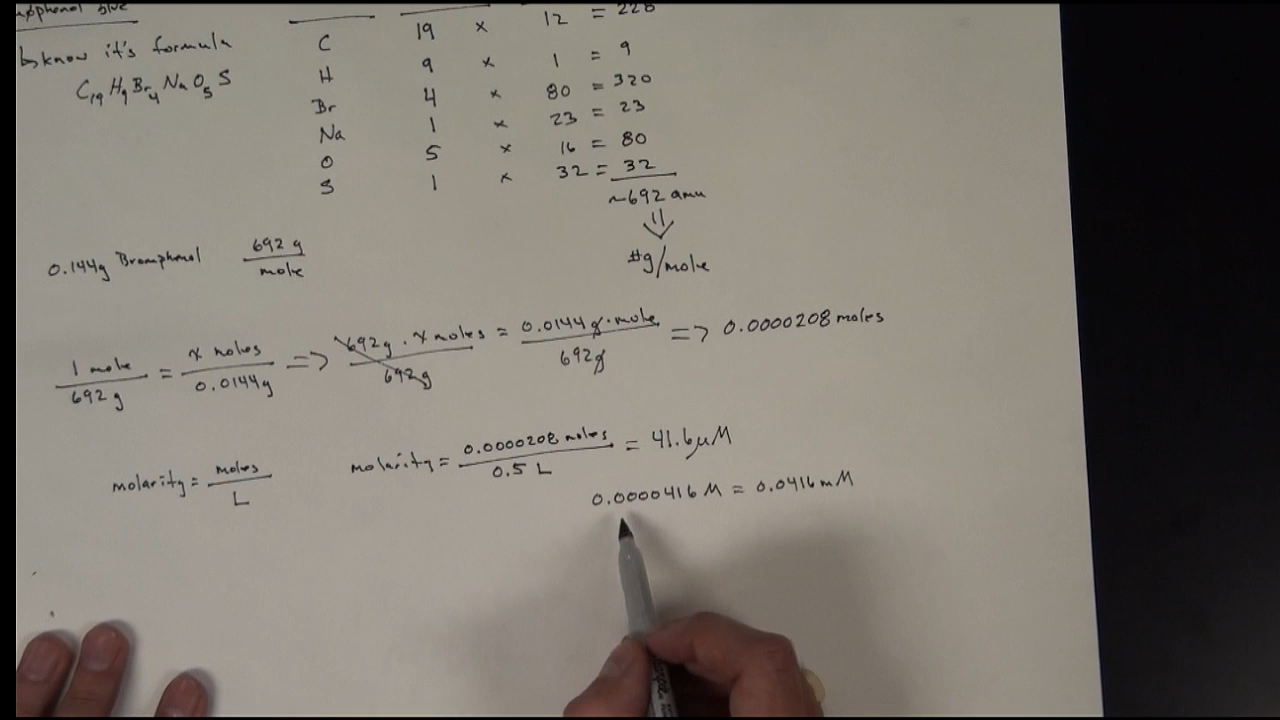 blue
↳know it's formula
C19 H9 Br4 Na O5 S
C 19 x 12 = 228
H 9 x 1 = 9
Br 4 x 80 = 320
Na 1 x 23 = 23
O 5 x 16 = 80
S 1 x 32 = 32
~692 amu
#g/mole
0.144g Bromphenol 692 g/mole
1 mole/692 g = x moles/0.0144g => 692g · x moles/692g = 0.0144 g·mole/692g => 0.0000208 moles
molarity = moles/L molarity = 0.0000208 moles/0.5 L = 41.6μM
0.0000416 M = 0.0416 mM